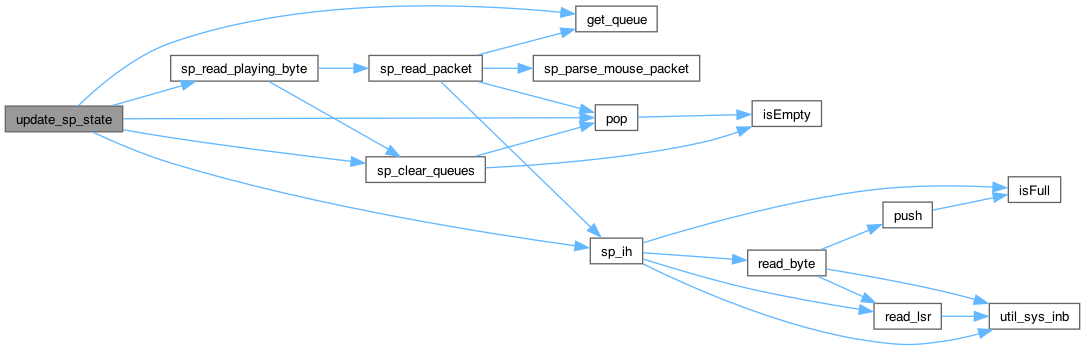 get_queue
sp_read_playing_byte
sp_read_packet
sp_parse_mouse_packet
update_sp_state
pop
isEmpty
sp_clear_queues
isFull
push
sp_ih
read_byte
read_lsr
util_sys_inb